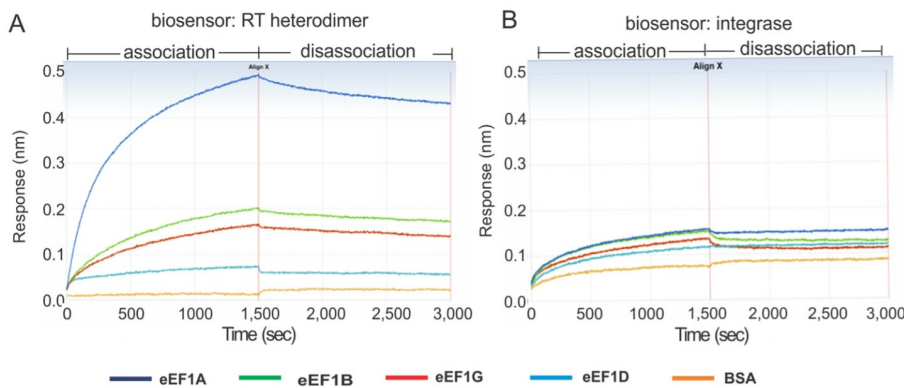 A
biosensor: RT heterodimer
association
disassociation
Align X
Response (nm)
0.5
0.4
0.3
0.2
0.1
0.0
0
500
1000
1,500
2,000
2,500
3,000
Time (sec)
B
biosensor: integrase
association
disassociation
Align X
Response (nm)
0.5
0.4
0.3
0.2
0.1
0.0
0
500
1000
1,500
2,000
2,500
3,000
Time (sec)
eEF1A
eEF1B
eEF1G
eEF1D
BSA